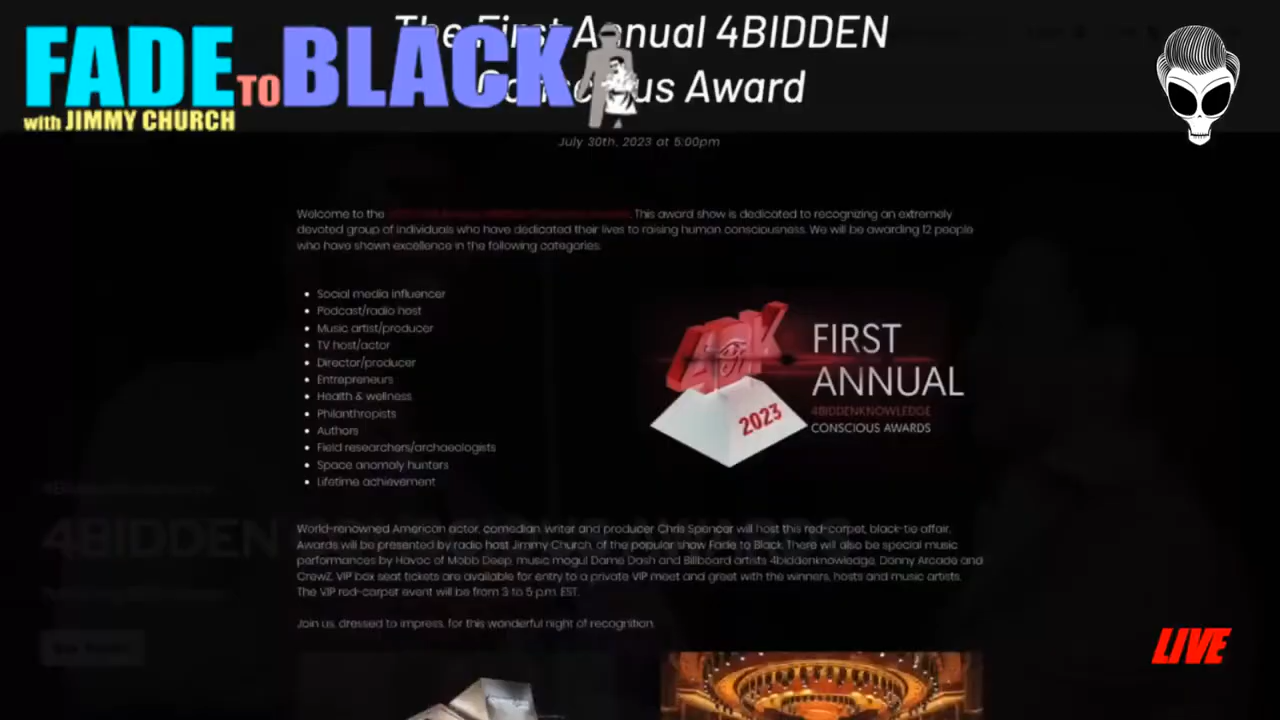 The First Annual 4BIDDEN
FADE TO BLACK
Conscious Award
with JIMMY CHURCH
July 30th, 2023 at 5:00pm
Welcome to the . This award show is dedicated to recognizing an extremely
devoted group of individuals who have dedicated their lives to raising human consciousness. We will be awarding 12 people
who have shown excellence in the following categories.
Social media influencer
Podcast/radio host
Music artist/producer
TV host/actor
Director/producer
Entrepreneurs
Health & wellness
Philanthropists
Authors
Field researchers/archaeologists
Space anomaly hunters
Lifetime achievement
4BK
2023
FIRST
ANNUAL
4BIDDENKNOWLEDGE
CONSCIOUS AWARDS
4BIDDEN
World-renowned American actor, comedian, writer and producer Chris Spencer will host this red-carpet, black-tie affair.
Awards will be presented by radio host Jimmy Church, of the popular show Fade to Black. There will also be special music
performances by Havoc of Mobb Deep, music mogul Dame Dash and Billboard artists 4biddenknowledge, Danny Arcade and
CrewZ. VIP box seat tickets are available for entry to a private VIP meet and greet with the winners, hosts and music artists.
The VIP red-carpet event will be from 3 to 5 p.m. EST.
Join us, dressed to impress, for this wonderful night of recognition.
LIVE